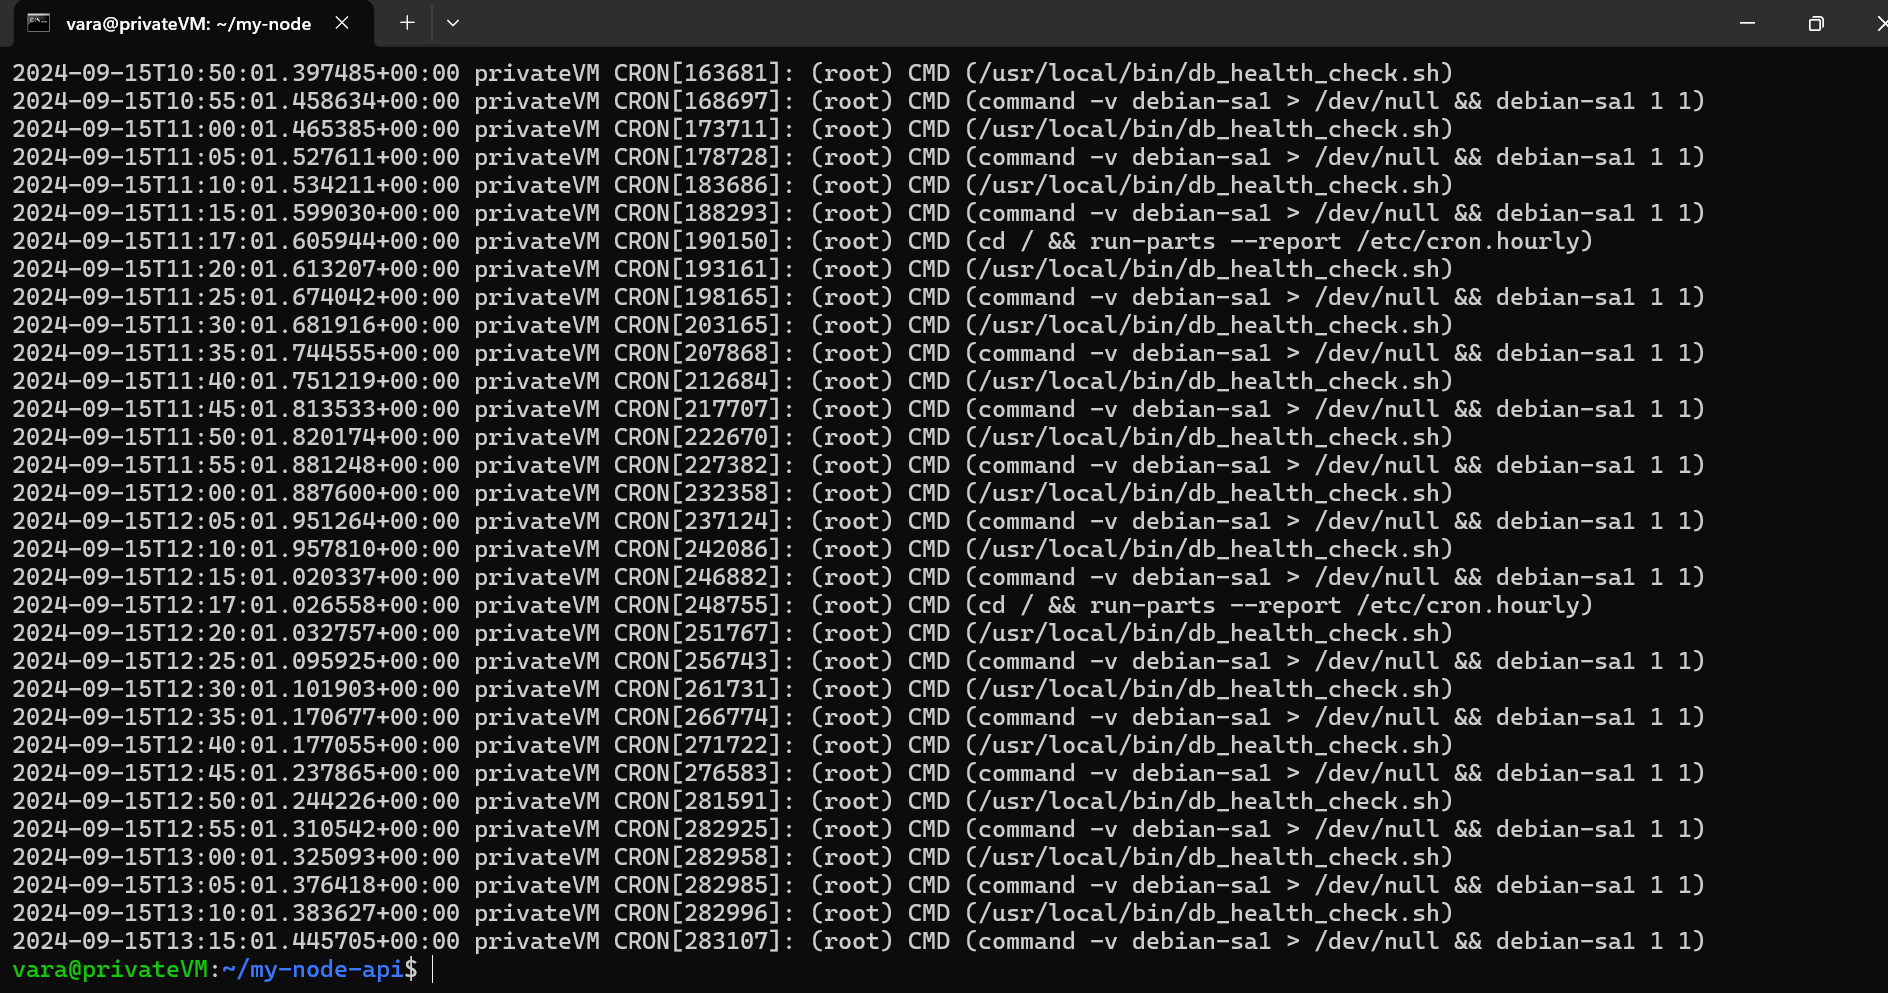 vara@privateVM: ~/my-node
2024-09-15T10:50:01.397485+00:00 privateVM CRON[163681]: (root) CMD (/usr/local/bin/db_health_check.sh)
2024-09-15T10:55:01.458634+00:00 privateVM CRON[168697]: (root) CMD (command -v debian-sa1 > /dev/null && debian-sa1 1 1)
2024-09-15T11:00:01.465385+00:00 privateVM CRON[173711]: (root) CMD (/usr/local/bin/db_health_check.sh)
2024-09-15T11:05:01.527611+00:00 privateVM CRON[178728]: (root) CMD (command -v debian-sa1 > /dev/null && debian-sa1 1 1)
2024-09-15T11:10:01.534211+00:00 privateVM CRON[183686]: (root) CMD (/usr/local/bin/db_health_check.sh)
2024-09-15T11:15:01.599030+00:00 privateVM CRON[188293]: (root) CMD (command -v debian-sa1 > /dev/null && debian-sa1 1 1)
2024-09-15T11:17:01.605944+00:00 privateVM CRON[190150]: (root) CMD (cd / && run-parts --report /etc/cron.hourly)
2024-09-15T11:20:01.613207+00:00 privateVM CRON[193161]: (root) CMD (/usr/local/bin/db_health_check.sh)
2024-09-15T11:25:01.674042+00:00 privateVM CRON[198165]: (root) CMD (command -v debian-sa1 > /dev/null && debian-sa1 1 1)
2024-09-15T11:30:01.681916+00:00 privateVM CRON[203165]: (root) CMD (/usr/local/bin/db_health_check.sh)
2024-09-15T11:35:01.744555+00:00 privateVM CRON[207868]: (root) CMD (command -v debian-sa1 > /dev/null && debian-sa1 1 1)
2024-09-15T11:40:01.751219+00:00 privateVM CRON[212684]: (root) CMD (/usr/local/bin/db_health_check.sh)
2024-09-15T11:45:01.813533+00:00 privateVM CRON[217707]: (root) CMD (command -v debian-sa1 > /dev/null && debian-sa1 1 1)
2024-09-15T11:50:01.820174+00:00 privateVM CRON[222670]: (root) CMD (/usr/local/bin/db_health_check.sh)
2024-09-15T11:55:01.881248+00:00 privateVM CRON[227382]: (root) CMD (command -v debian-sa1 > /dev/null && debian-sa1 1 1)
2024-09-15T12:00:01.887600+00:00 privateVM CRON[232358]: (root) CMD (/usr/local/bin/db_health_check.sh)
2024-09-15T12:05:01.951264+00:00 privateVM CRON[237124]: (root) CMD (command -v debian-sa1 > /dev/null && debian-sa1 1 1)
2024-09-15T12:10:01.957810+00:00 privateVM CRON[242086]: (root) CMD (/usr/local/bin/db_health_check.sh)
2024-09-15T12:15:01.020337+00:00 privateVM CRON[246882]: (root) CMD (command -v debian-sa1 > /dev/null && debian-sa1 1 1)
2024-09-15T12:17:01.026558+00:00 privateVM CRON[248755]: (root) CMD (cd / && run-parts --report /etc/cron.hourly)
2024-09-15T12:20:01.032757+00:00 privateVM CRON[251767]: (root) CMD (/usr/local/bin/db_health_check.sh)
2024-09-15T12:25:01.095925+00:00 privateVM CRON[256743]: (root) CMD (command -v debian-sa1 > /dev/null && debian-sa1 1 1)
2024-09-15T12:30:01.101903+00:00 privateVM CRON[261731]: (root) CMD (/usr/local/bin/db_health_check.sh)
2024-09-15T12:35:01.170677+00:00 privateVM CRON[266774]: (root) CMD (command -v debian-sa1 > /dev/null && debian-sa1 1 1)
2024-09-15T12:40:01.177055+00:00 privateVM CRON[271722]: (root) CMD (/usr/local/bin/db_health_check.sh)
2024-09-15T12:45:01.237865+00:00 privateVM CRON[276583]: (root) CMD (command -v debian-sa1 > /dev/null && debian-sa1 1 1)
2024-09-15T12:50:01.244226+00:00 privateVM CRON[281591]: (root) CMD (/usr/local/bin/db_health_check.sh)
2024-09-15T12:55:01.310542+00:00 privateVM CRON[282925]: (root) CMD (command -v debian-sa1 > /dev/null && debian-sa1 1 1)
2024-09-15T13:00:01.325093+00:00 privateVM CRON[282958]: (root) CMD (/usr/local/bin/db_health_check.sh)
2024-09-15T13:05:01.376418+00:00 privateVM CRON[282985]: (root) CMD (command -v debian-sa1 > /dev/null && debian-sa1 1 1)
2024-09-15T13:10:01.383627+00:00 privateVM CRON[282996]: (root) CMD (/usr/local/bin/db_health_check.sh)
2024-09-15T13:15:01.445705+00:00 privateVM CRON[283107]: (root) CMD (command -v debian-sa1 > /dev/null && debian-sa1 1 1)
vara@privateVM:~/my-node-api$